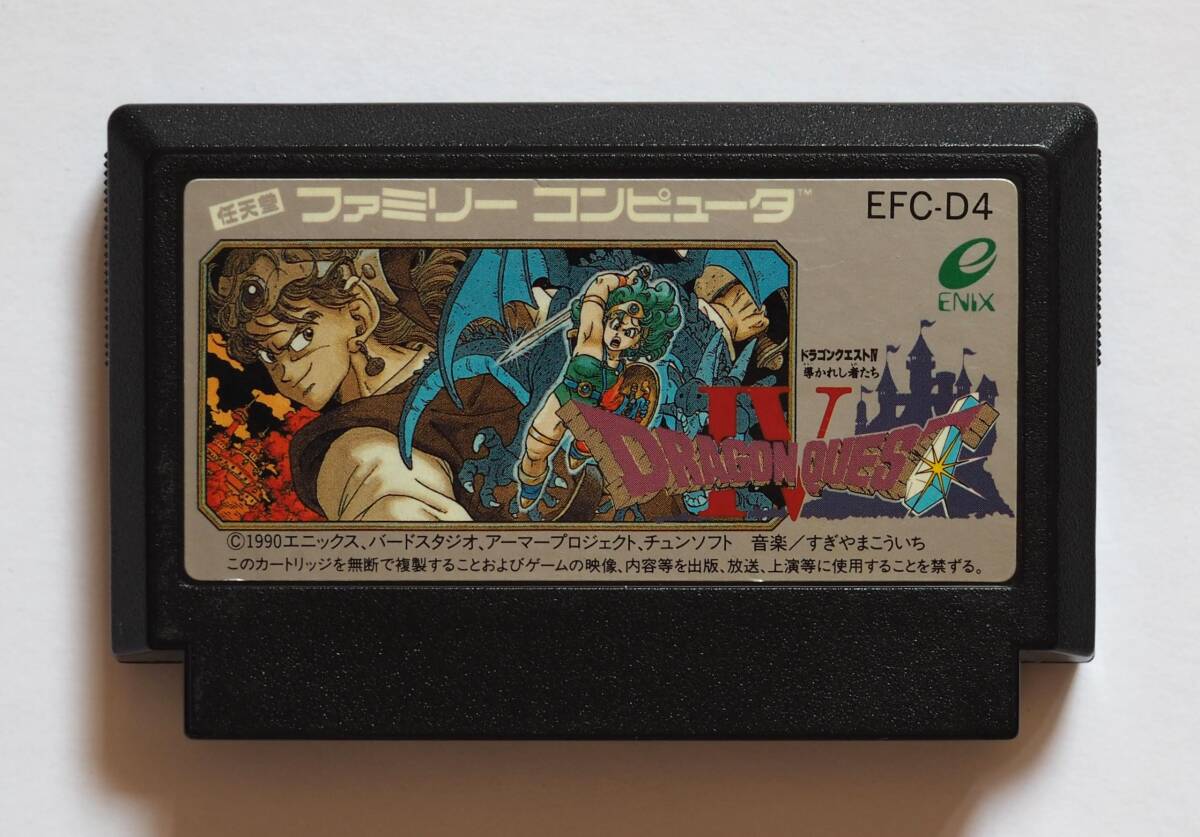 任天堂 ファミリー コンピュータ™
EFC-D4
ENIX
ドラゴンクエストIV
導かれし者たち
IV
DRAGON QUEST
©1990エニックス、バードスタジオ、アーマープロジェクト、チュンソフト 音楽/すぎやまこういち
このカートリッジを無断で複製することおよびゲームの映像、内容等を出版、放送、上演等に使用することを禁ずる。